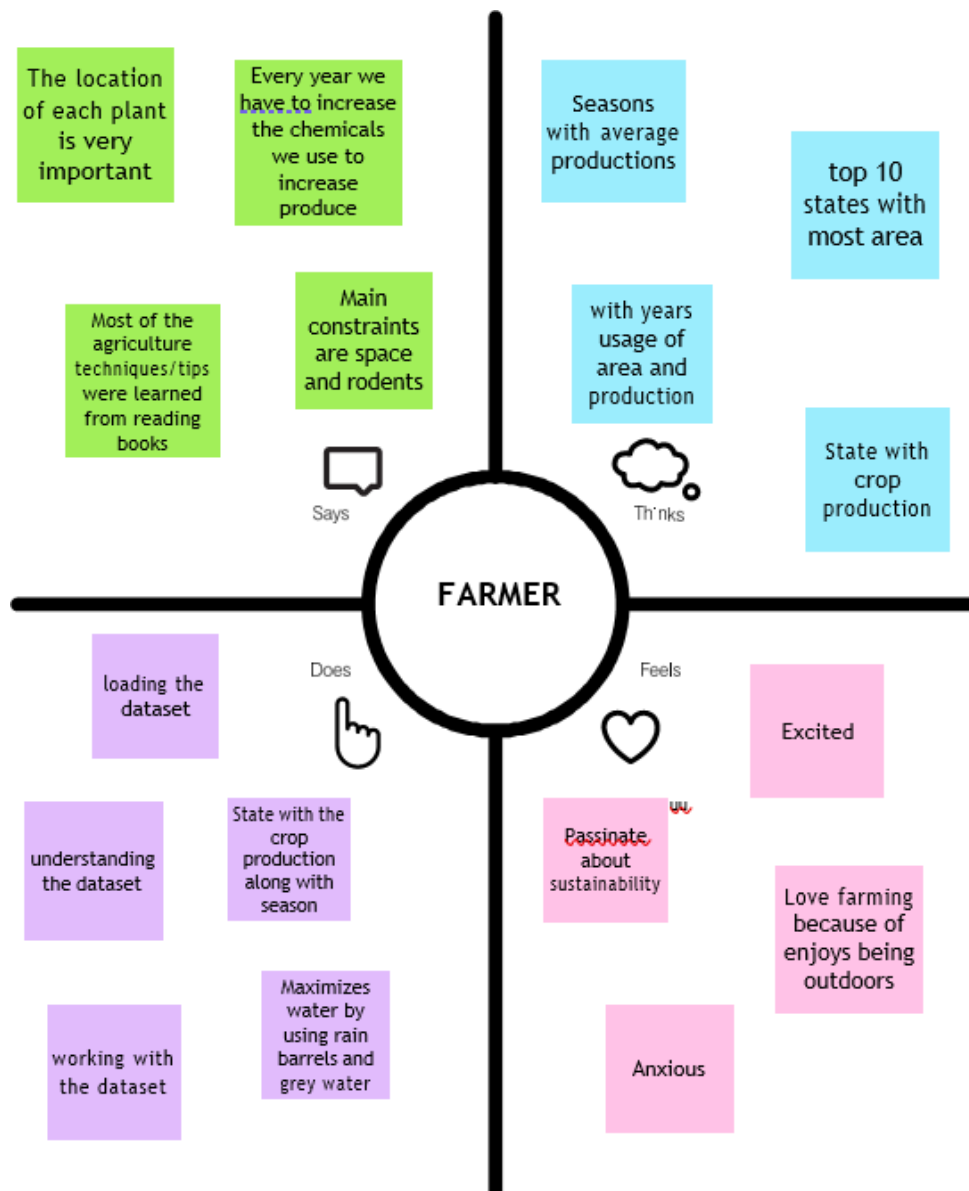 The location
of each plant
is very
important
Every year we
have to increase
the chemicals
we use to
increase
produce
Most of the
agriculture
techniques/tips
were learned
from reading
books
Main
constraints
are space
and rodents
Says
Seasons
with average
productions
top 10
states with
most area
with years
usage of
area and
production
State with
crop
production
Thinks
FARMER
Does
loading the
dataset
understanding
the dataset
State with the
crop
production
along with
season
working with
the dataset
Maximizes
water by
using rain
barrels and
grey water
Feels
Excited
uu
Passinate
about
sustainability
Love farming
because of
enjoys being
outdoors
Anxious